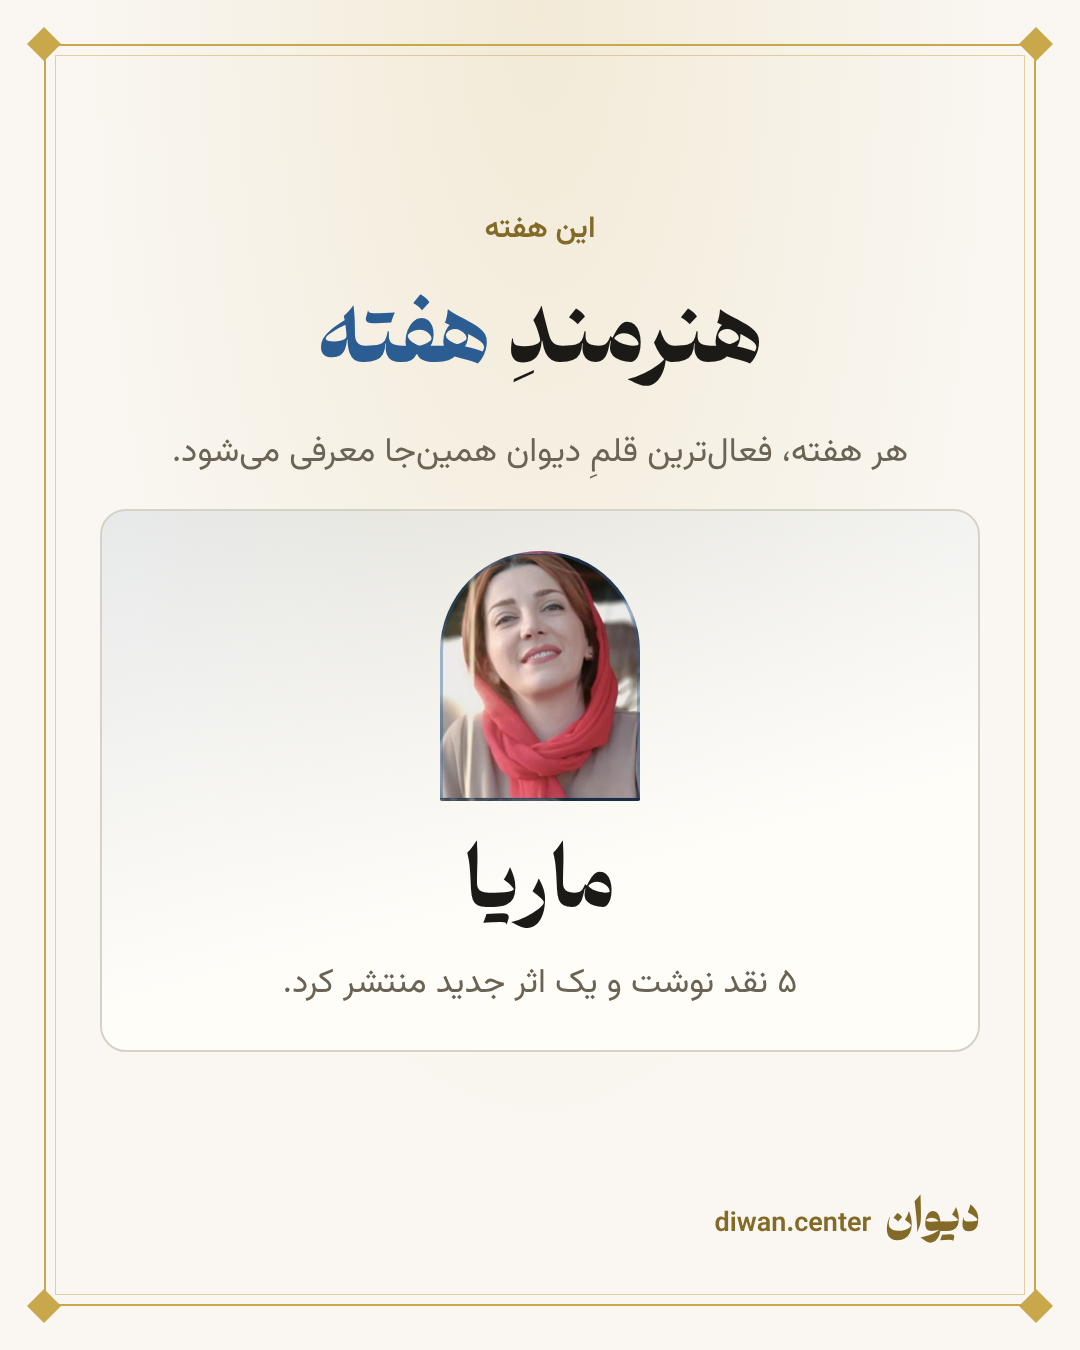 این هفته
هنرمندِ هفته
هر هفته، فعال‌ترین قلمِ دیوان همین‌جا معرفی می‌شود.
ماریا
۵ نقد نوشت و یک اثر جدید منتشر کرد.
دیوان diwan.center